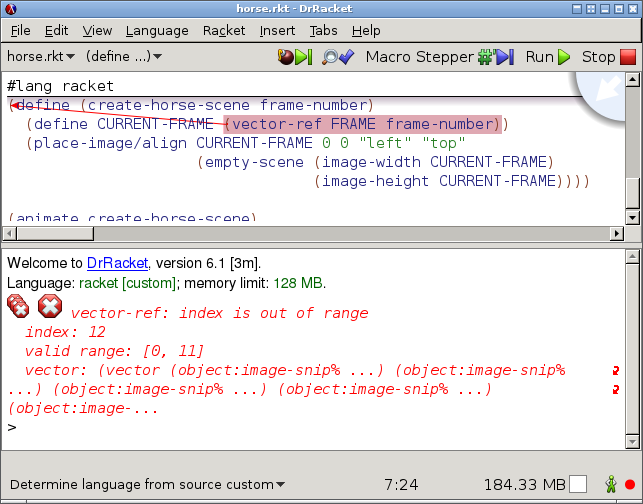 horse.rkt - DrRacket
File Edit View Language Racket Insert Tabs Help
horse.rkt (define ...) Macro Stepper Run Stop
#lang racket
(define (create-horse-scene frame-number)
(define CURRENT-FRAME (vector-ref FRAME frame-number))
(place-image/align CURRENT-FRAME 0 0 "left" "top"
(empty-scene (image-width CURRENT-FRAME)
(image-height CURRENT-FRAME))))
(animate create-horse-scene)
Welcome to DrRacket, version 6.1 [3m].
Language: racket [custom]; memory limit: 128 MB.
vector-ref: index is out of range
index: 12
valid range: [0, 11]
vector: (vector (object:image-snip% ...) (object:image-snip%
...) (object:image-snip% ...) (object:image-snip% ...)
(object:image-...
>
Determine language from source custom 7:24 184.33 MB